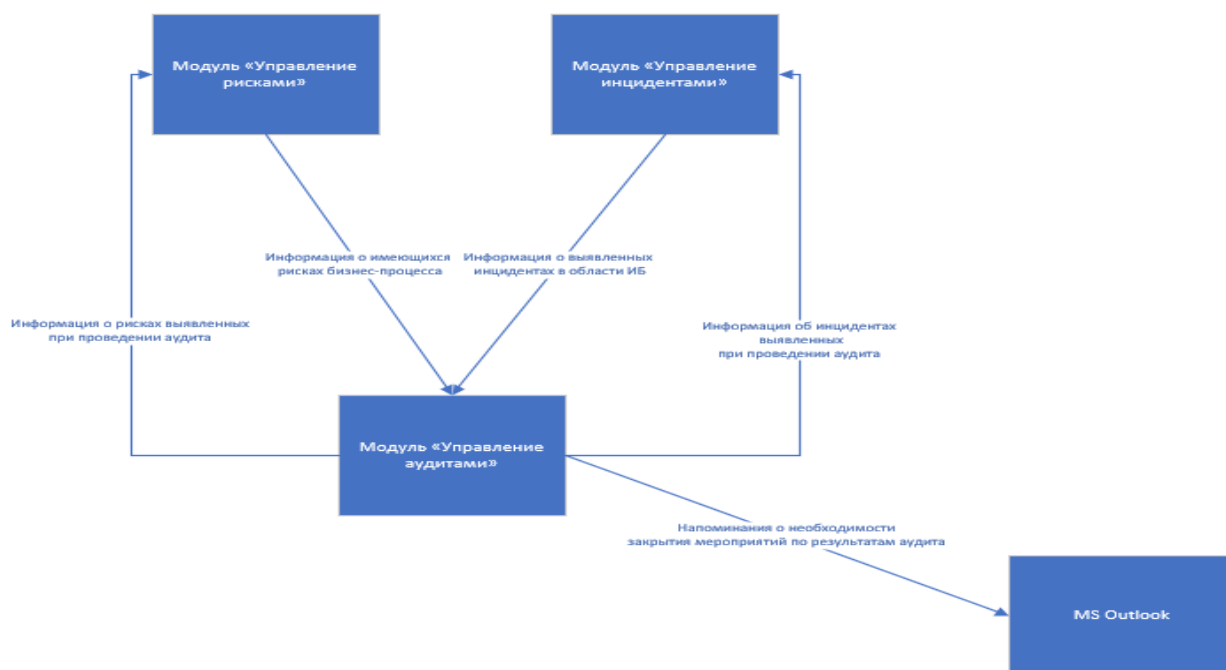 Модуль «Управление
рисками»
Модуль «Управление
инцидентами»
Информация о имеющихся
рисках бизнес-процесса
Информация о выявленных
инцидентах в области ИБ
Информация о рисках выявленных
при проведении аудита
Информация об инцидентах
выявленных
при проведении аудита
Модуль «Управление
аудитами»
Напоминания о необходимости
закрытия мероприятий по результатам аудита
MS Outlook